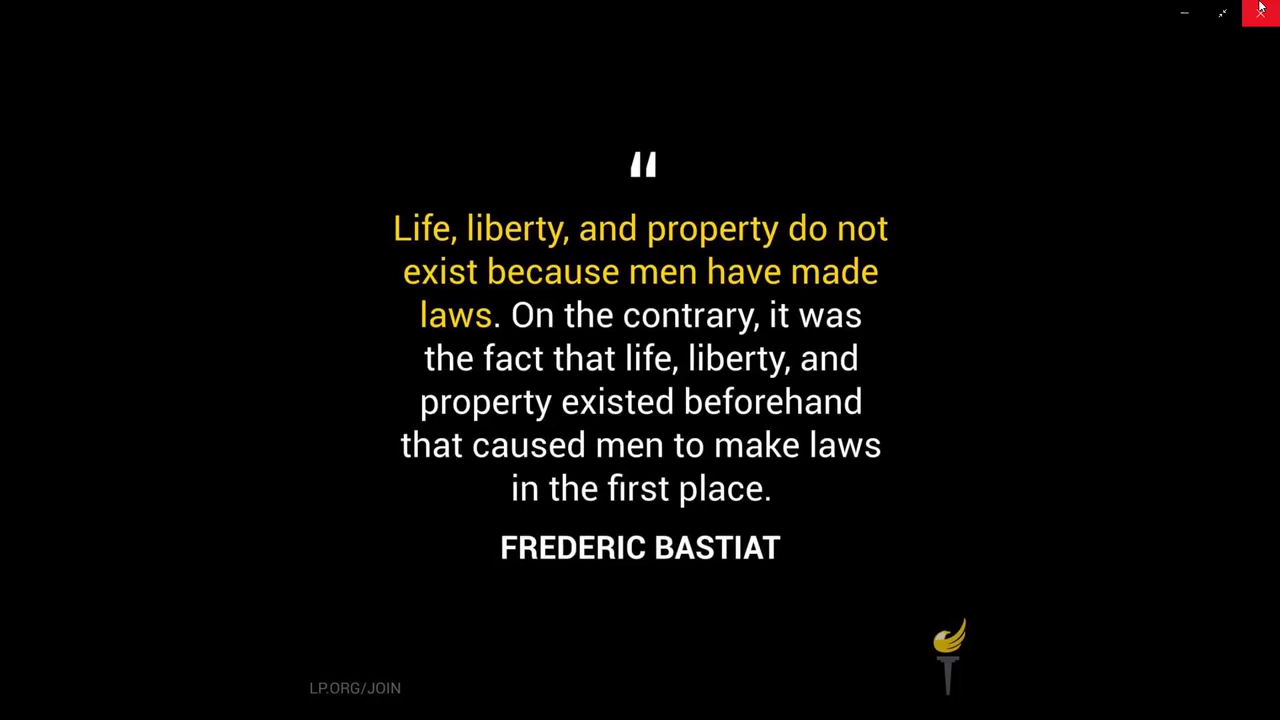 “
Life, liberty, and property do not
exist because men have made
laws. On the contrary, it was
the fact that life, liberty, and
property existed beforehand
that caused men to make laws
in the first place.
FREDERIC BASTIAT
LP.ORG/JOIN